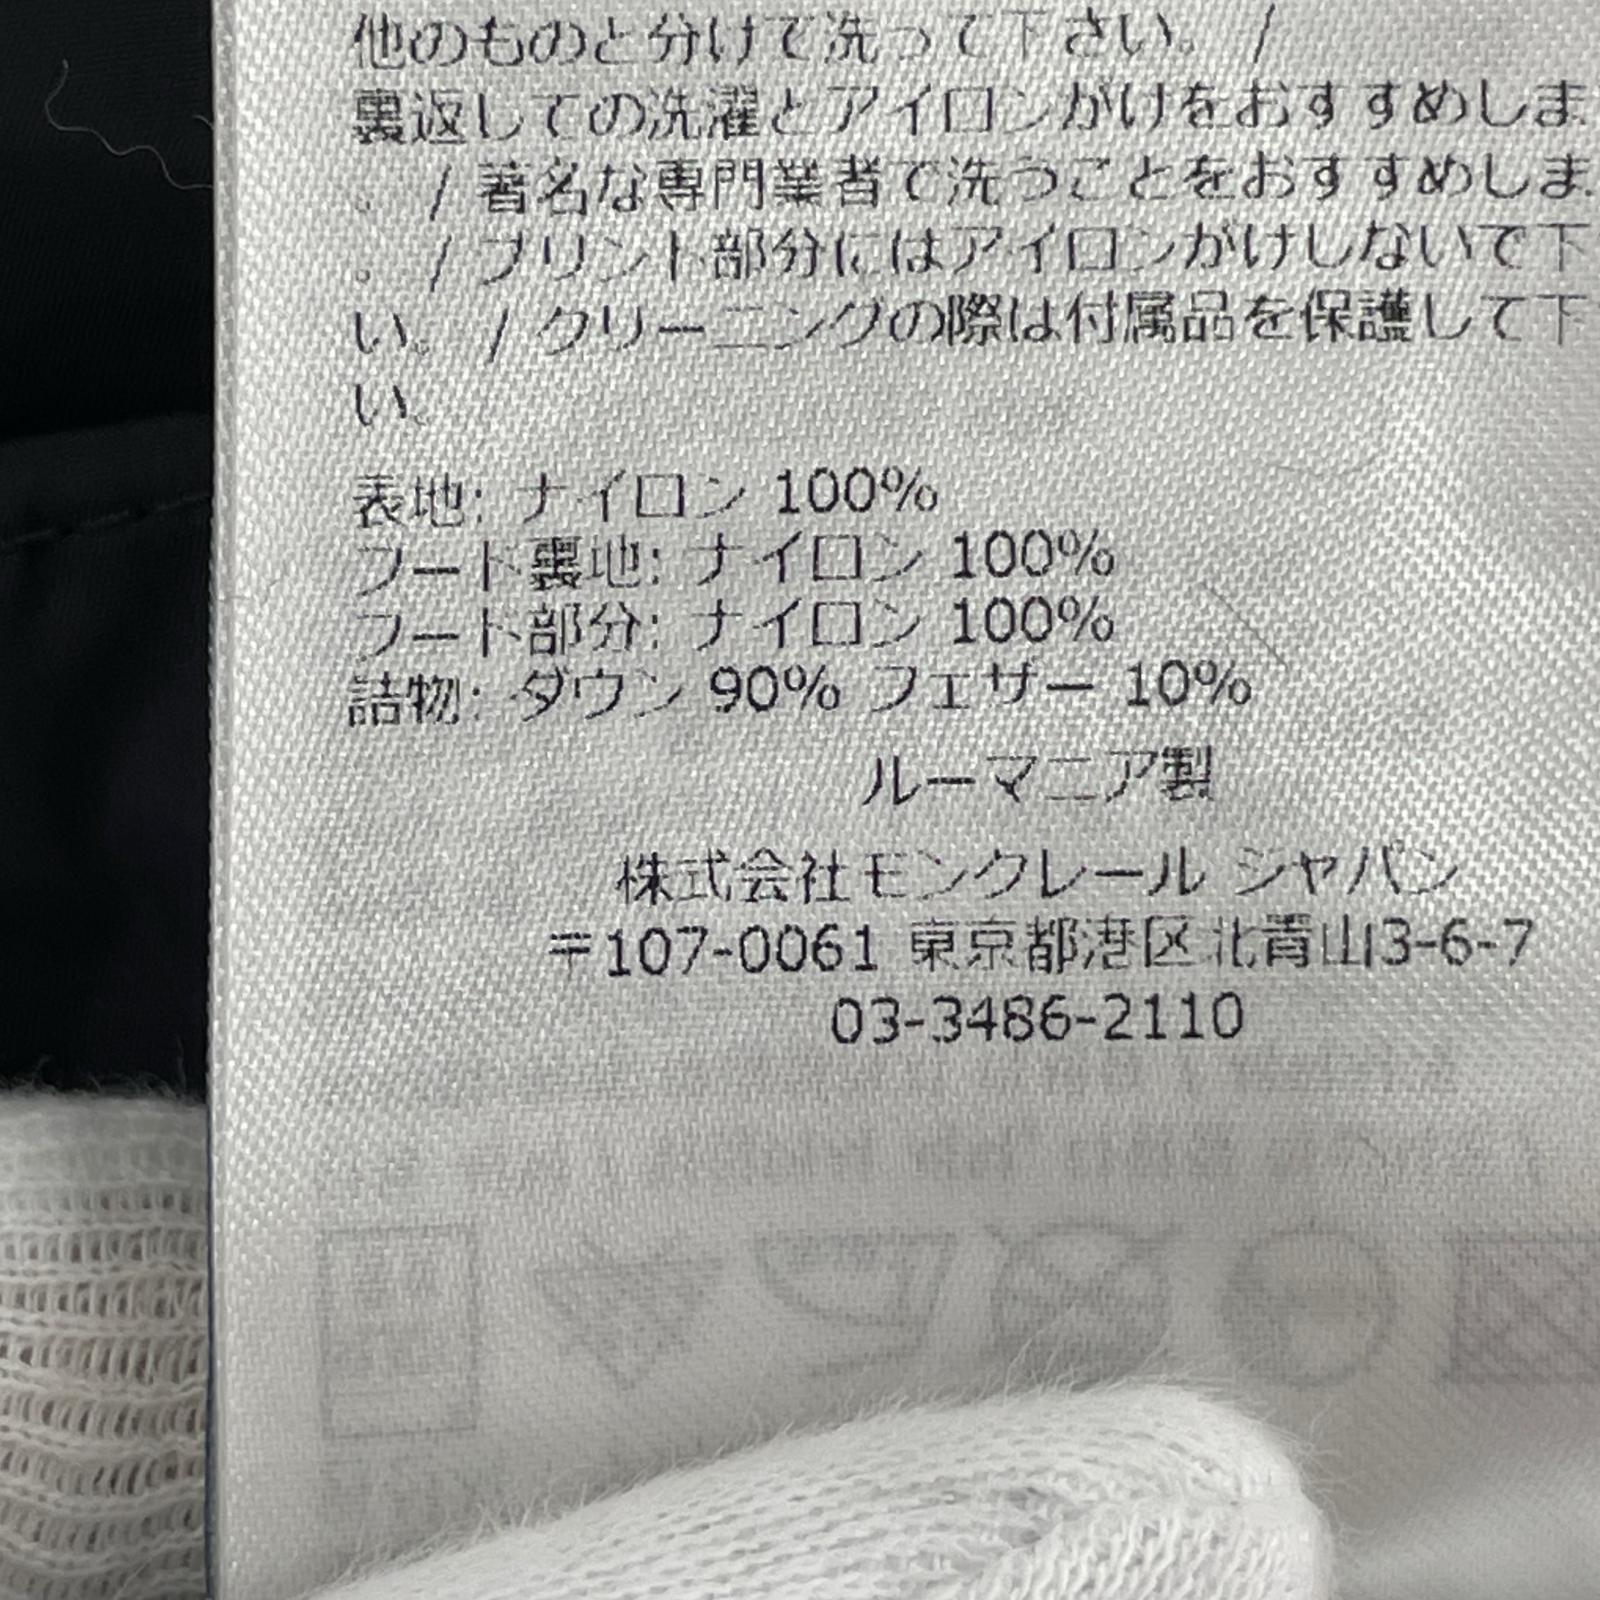 他のものと分けて洗って下さい。 /
裏返しての洗濯とアイロンがけをおすすめしま
。 / 著名な専門業者で洗うことをおすすめしま
。 / プリント部分にはアイロンがけしないで下
い。 / クリーニングの際は付属品を保護して下
い。
表地: ナイロン 100%
フード裏地: ナイロン 100%
フード部分: ナイロン 100%
詰物: ダウン 90% フェザー 10%
ルーマニア製
株式会社モンクレール ジャパン
〒107-0061 東京都港区北青山3-6-7
03-3486-2110